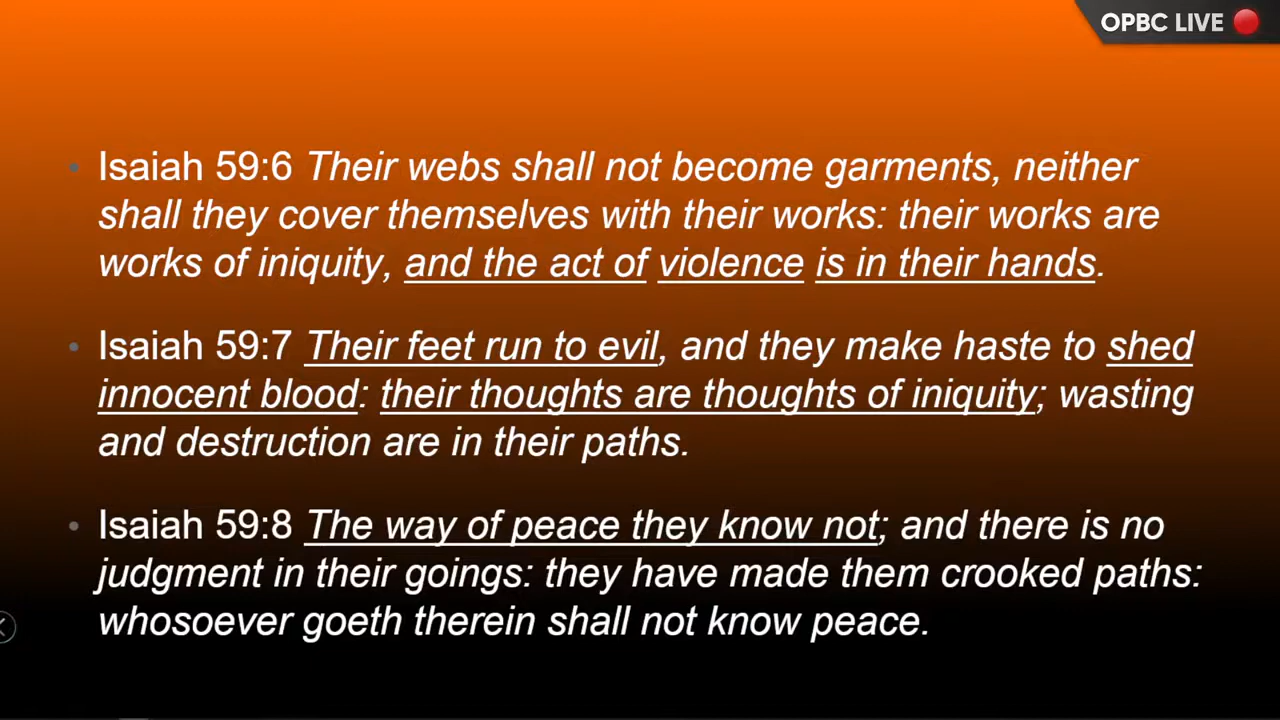 OPBC LIVE
• Isaiah 59:6 Their webs shall not become garments, neither
shall they cover themselves with their works: their works are
works of iniquity, and the act of violence is in their hands.
• Isaiah 59:7 Their feet run to evil, and they make haste to shed
innocent blood: their thoughts are thoughts of iniquity; wasting
and destruction are in their paths.
• Isaiah 59:8 The way of peace they know not; and there is no
judgment in their goings: they have made them crooked paths:
whosoever goeth therein shall not know peace.